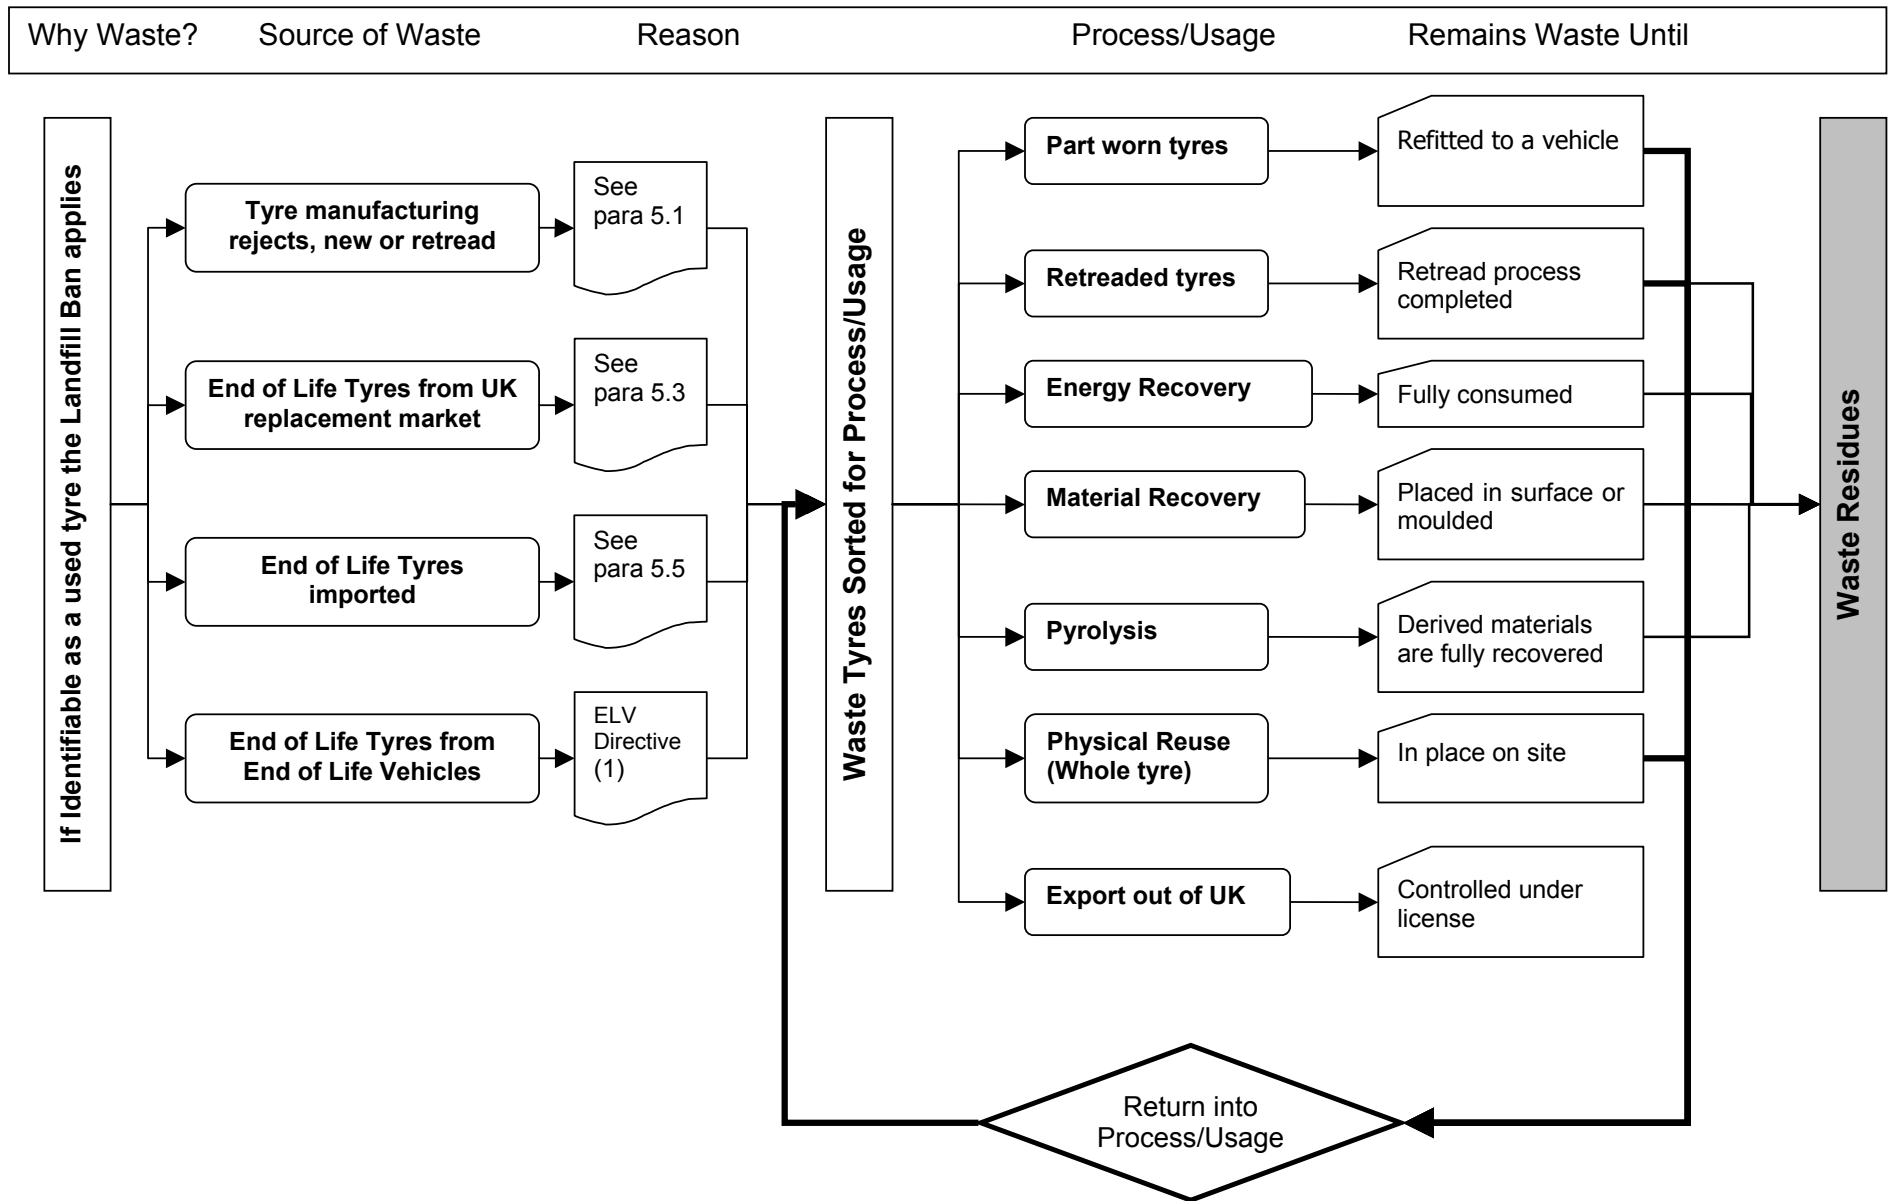 Why Waste? Source of Waste Reason Process/Usage Remains Waste Until
If Identifiable as a used tyre the Landfill Ban applies
Tyre manufacturing
rejects, new or retread
See
para 5.1
End of Life Tyres from UK
replacement market
See
para 5.3
End of Life Tyres
imported
See
para 5.5
End of Life Tyres from
End of Life Vehicles
ELV
Directive
(1)
Waste Tyres Sorted for Process/Usage
Part worn tyres
Refitted to a vehicle
Retreaded tyres
Retread process
completed
Energy Recovery
Fully consumed
Material Recovery
Placed in surface or
moulded
Pyrolysis
Derived materials
are fully recovered
Physical Reuse
(Whole tyre)
In place on site
Export out of UK
Controlled under
license
Waste Residues
Return into
Process/Usage